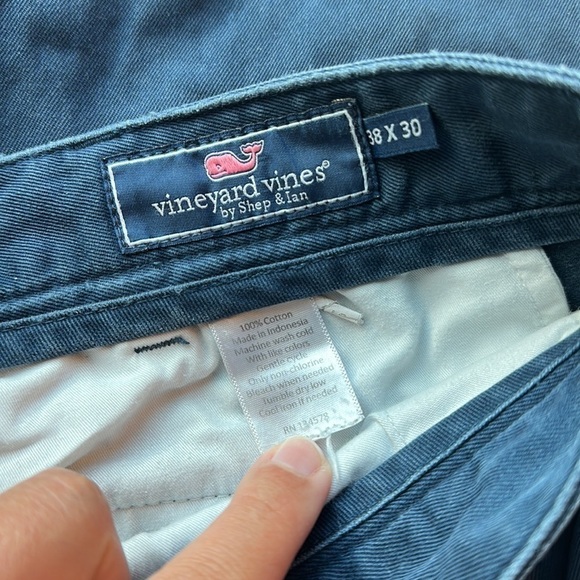 vineyard vines®
by Shep & Ian
38 X 30
100% Cotton
Made in Indonesia
Machine wash cold
With like colors
Gentle Cycle
Only non-chlorine
Bleach when needed
Tumble dry low
Cool iron if needed
RN 134578